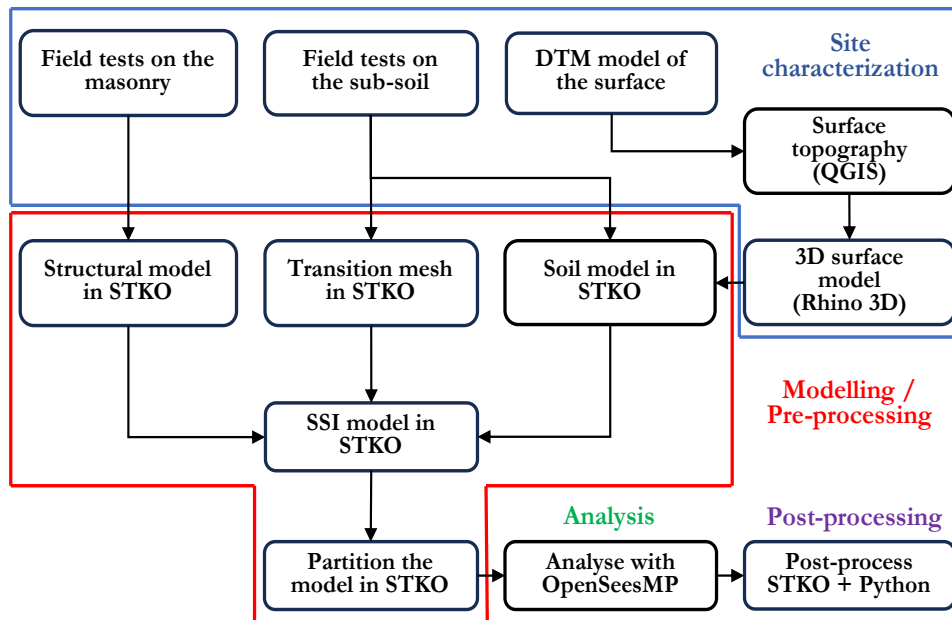 Field tests on the
masonry
Field tests on
the sub-soil
DTM model of
the surface
Site
characterization
Surface
topography
(QGIS)
Structural model
in STKO
Transition mesh
in STKO
Soil model in
STKO
3D surface
model
(Rhino 3D)
SSI model in
STKO
Modelling /
Pre-processing
Analysis
Post-processing
Partition the
model in STKO
Analyse with
OpenSeesMP
Post-process
STKO + Python